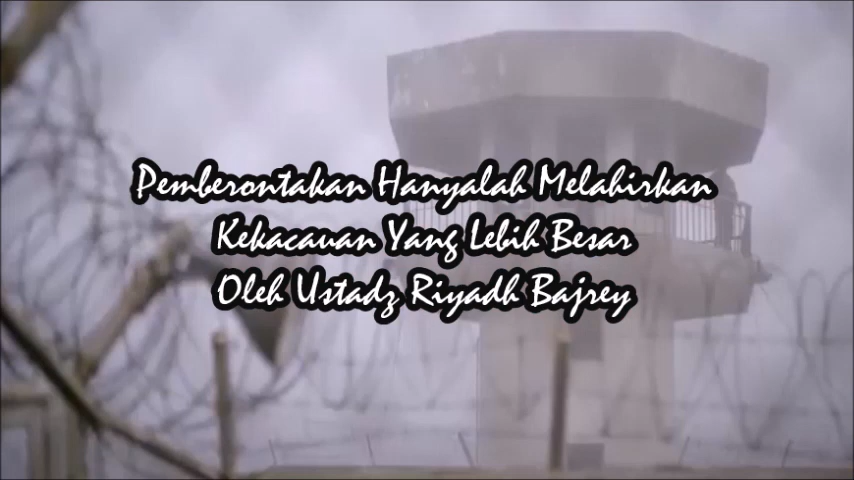 Pemberontakan Hanyalah Melahirkan
Kekacauan Yang Lebih Besar
Oleh Ustadz Riyadh Bajrey